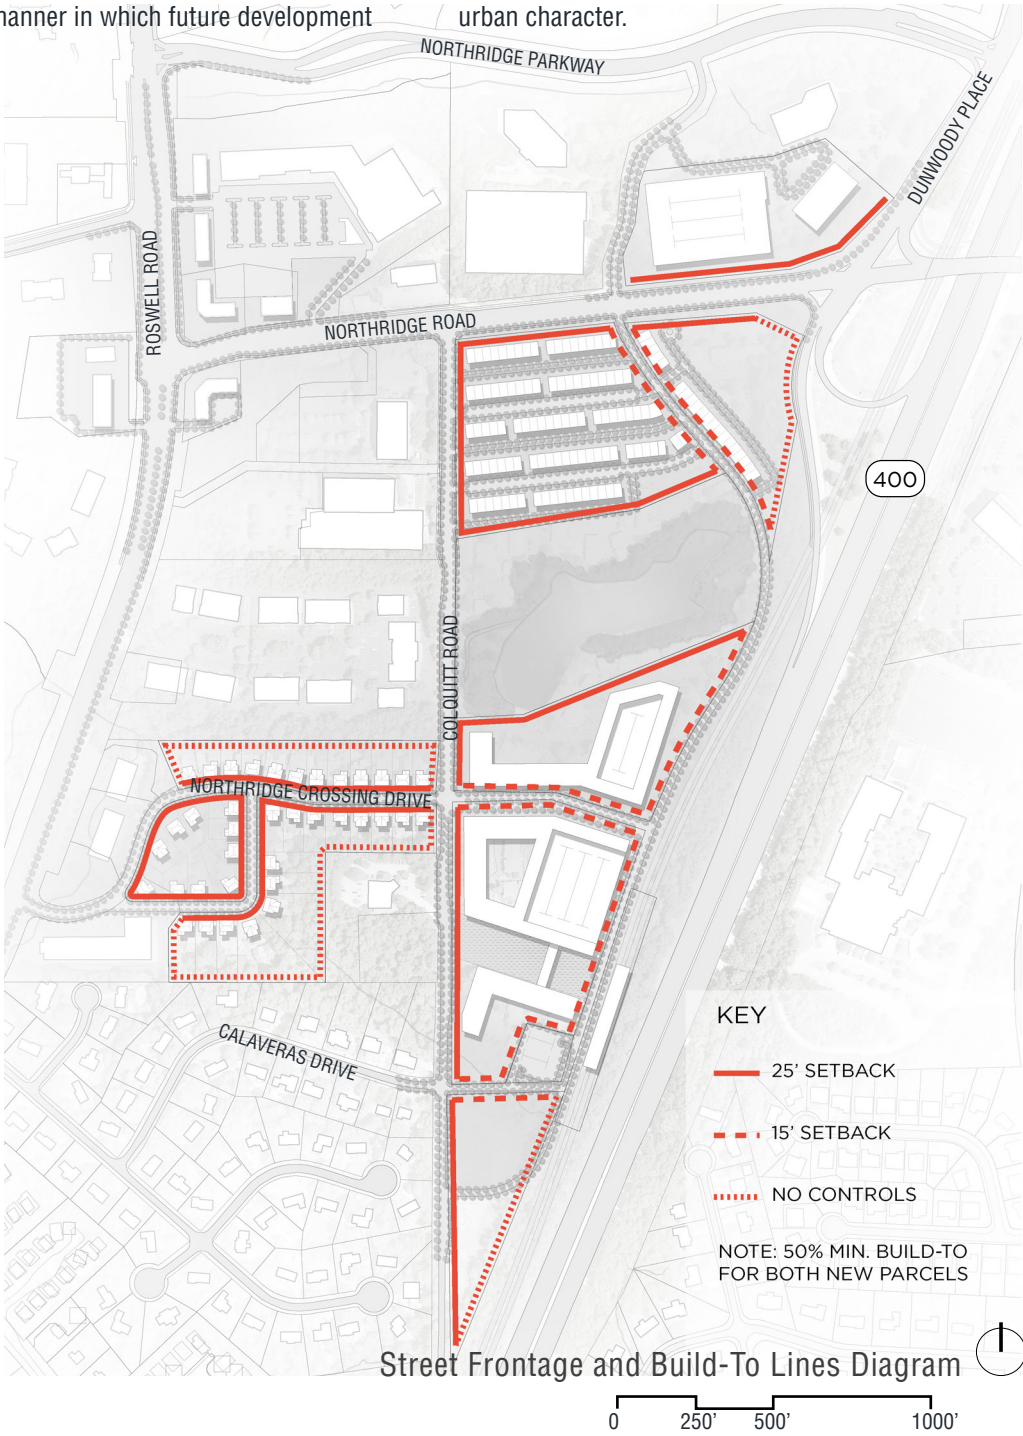 manner in which future development
urban character.
NORTHRIDGE PARKWAY
DUNWOODY PLACE
ROSWELL ROAD
NORTHRIDGE ROAD
400
COLQUITT ROAD
NORTHRIDGE CROSSING DRIVE
CALAVERAS DRIVE
KEY
25' SETBACK
15' SETBACK
NO CONTROLS
NOTE: 50% MIN. BUILD-TO
FOR BOTH NEW PARCELS
Street Frontage and Build-To Lines Diagram
0 250' 500' 1000'